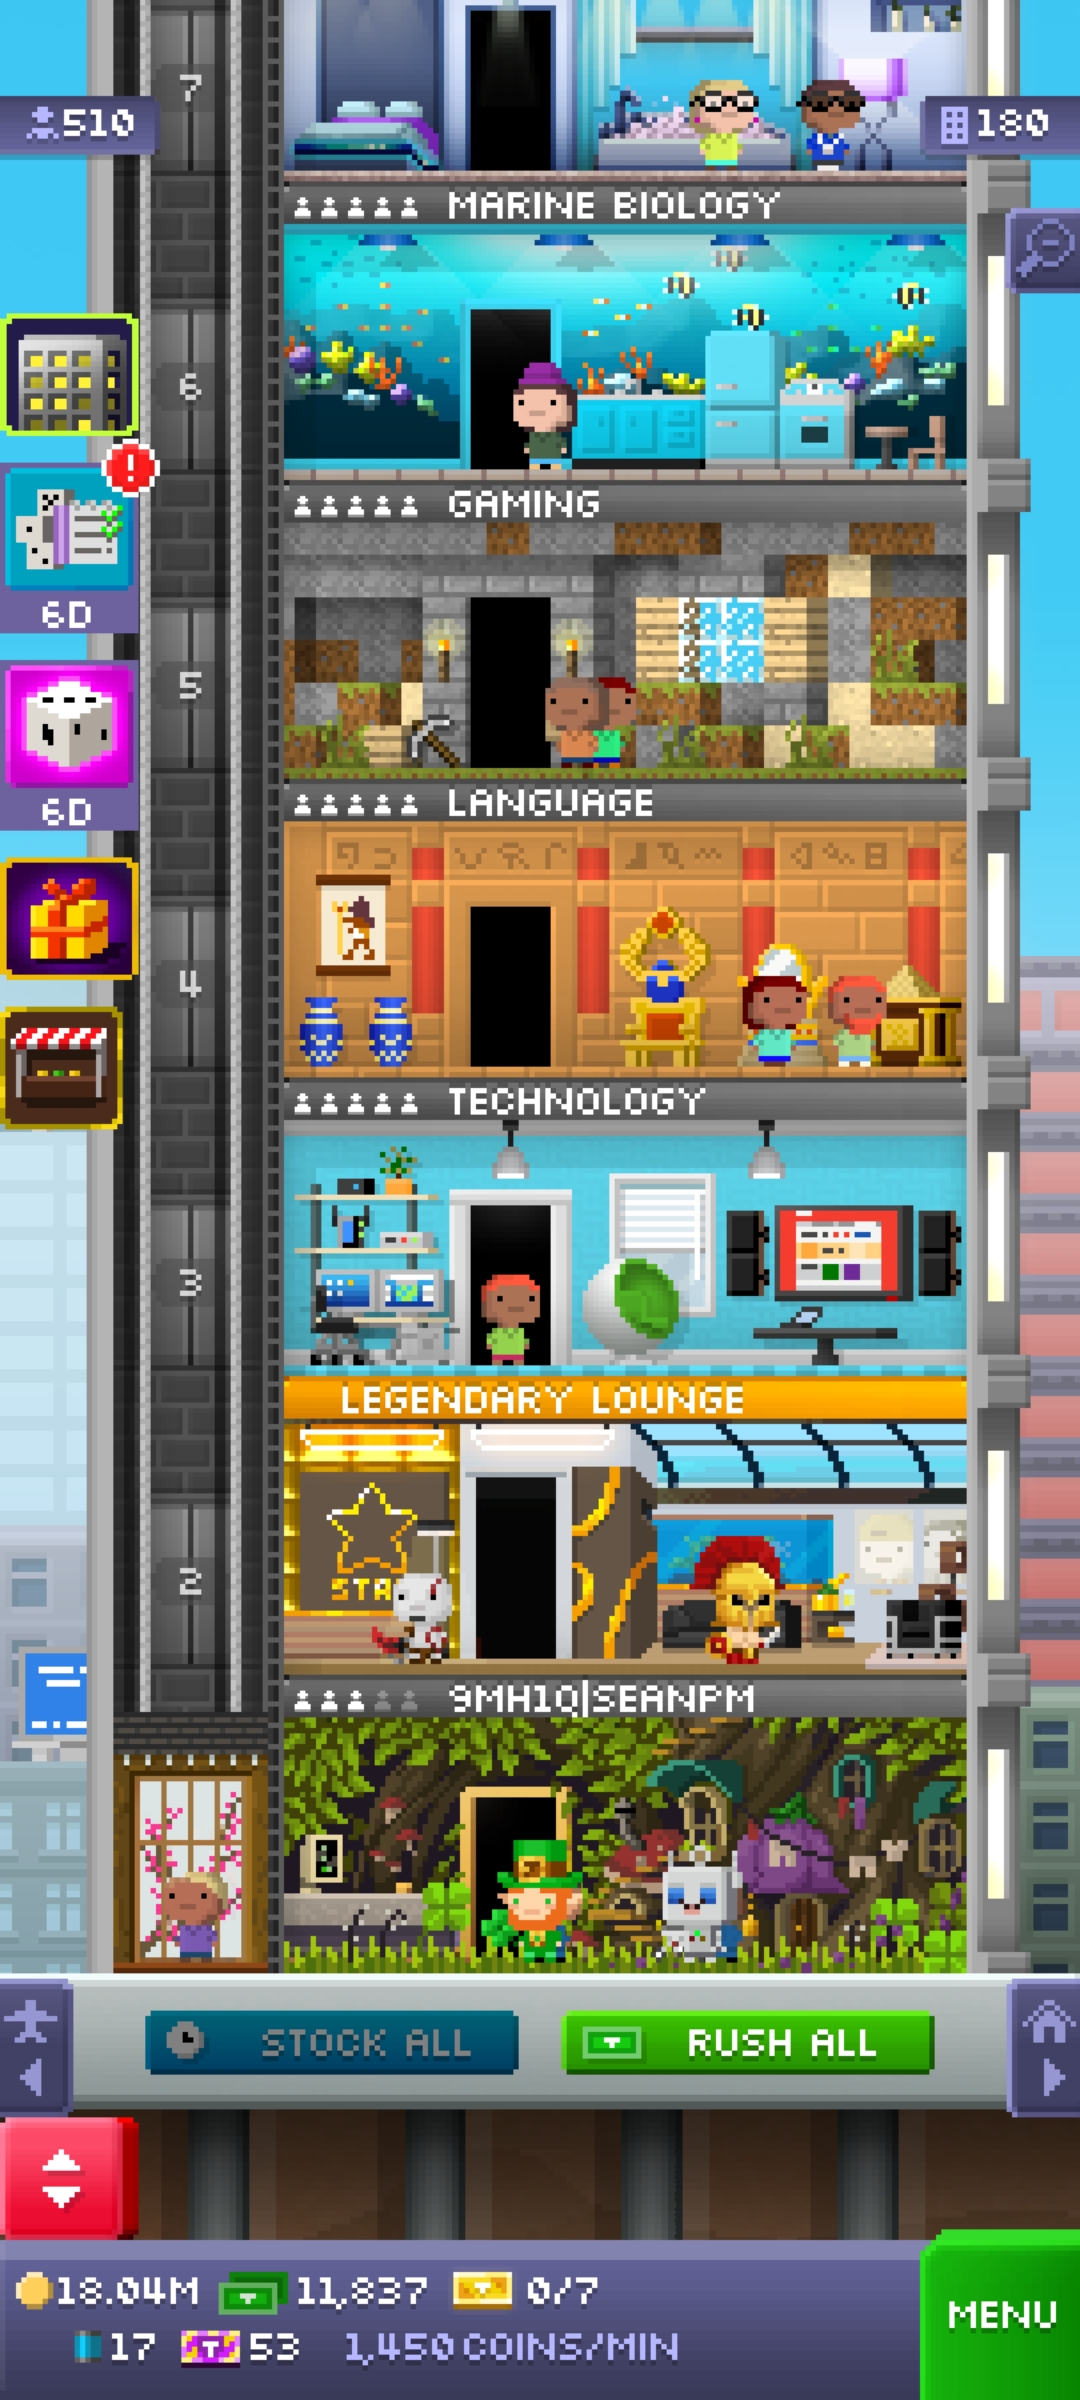 7
510
180
MARINE BIOLOGY
6
GAMING
6D
5
6D
LANGUAGE
4
TECHNOLOGY
3
LEGENDARY LOUNGE
STA
2
9MH1Q|SEANPM
STOCK ALL
RUSH ALL
18.04M 11,837 0/7
MENU
17 53 1,450 COINS/MIN